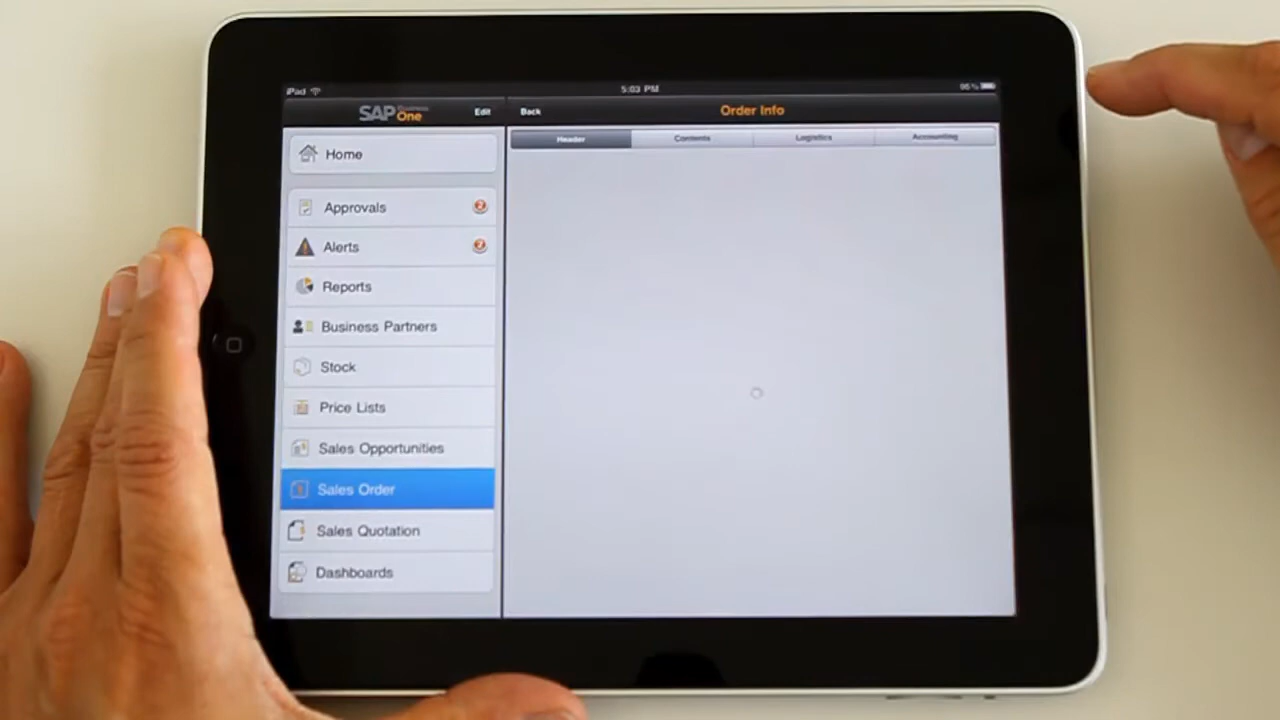 iPad 5:03 PM
SAP Business One Edit Back Order Info
Header Contents Logistics Accounting
Home
Approvals 2
Alerts
Reports
Business Partners
Stock
Price Lists
Sales Opportunities
Sales Order
Sales Quotation
Dashboards